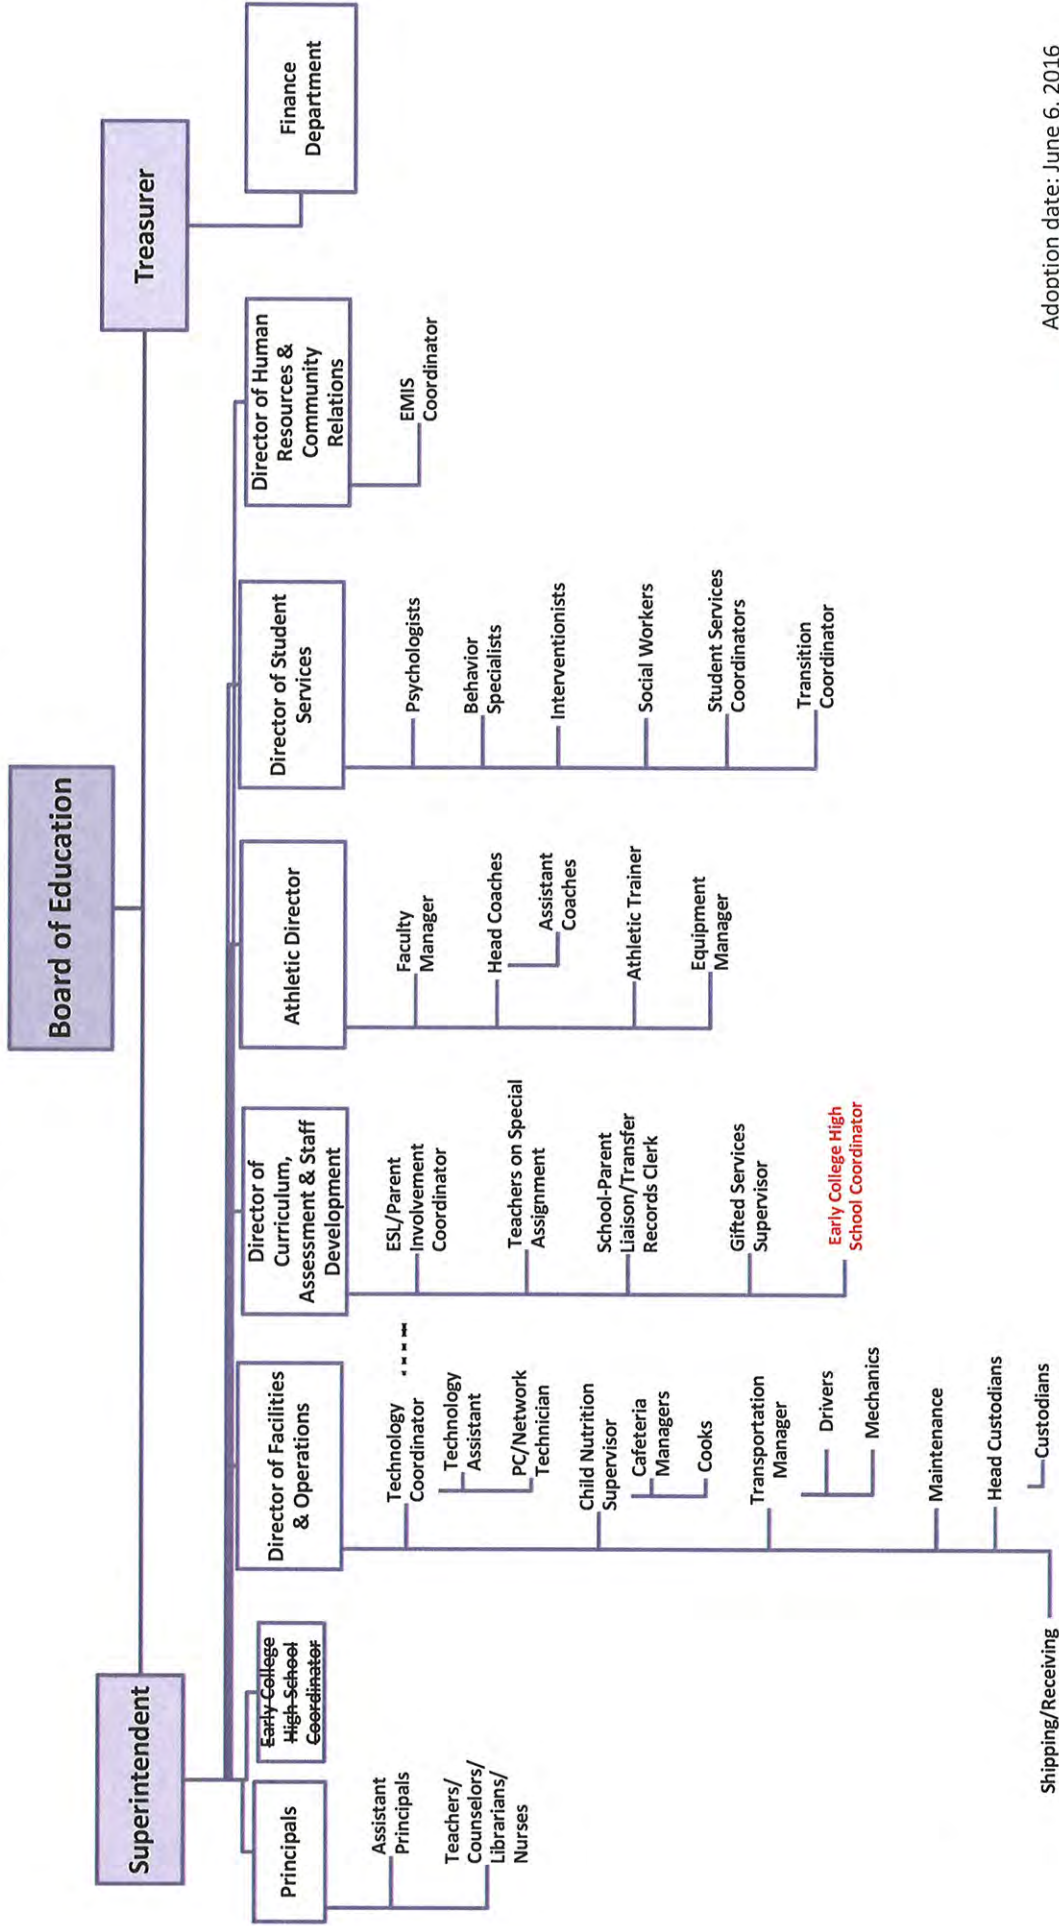 Board of Education
Superintendent
Treasurer
Principals
Assistant
Principals
Teachers/
Counselors/
Librarians/
Nurses
Early College
High School
Coordinator
Director of Facilities
& Operations
Technology
Coordinator
Technology
Assistant
PC/Network
Technician
Child Nutrition
Supervisor
Cafeteria
Managers
Cooks
Transportation
Manager
Drivers
Mechanics
Maintenance
Head Custodians
Custodians
Shipping/Receiving
Director of
Curriculum,
Assessment & Staff
Development
ESL/Parent
Involvement
Coordinator
Teachers on Special
Assignment
School-Parent
Liaison/Transfer
Records Clerk
Gifted Services
Supervisor
Early College High
School Coordinator
Athletic Director
Faculty
Manager
Head Coaches
Assistant
Coaches
Athletic Trainer
Equipment
Manager
Director of Student
Services
Psychologists
Behavior
Specialists
Interventionists
Social Workers
Student Services
Coordinators
Transition
Coordinator
Director of Human
Resources &
Community
Relations
EMIS
Coordinator
Finance
Department
Adoption date: June 6, 2016